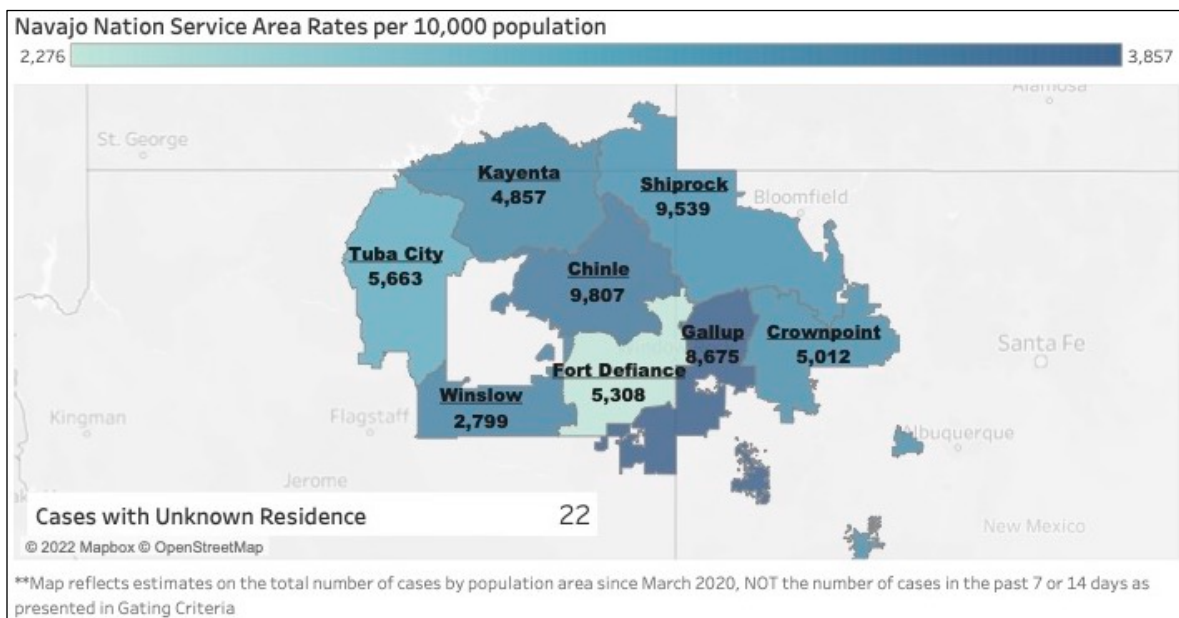 Navajo Nation Service Area Rates per 10,000 population
2,276
3,857
Alamosa
St. George
Kayenta
4,857
Shiprock
9,539
Bloomfield
Tuba City
5,663
Chinle
9,807
Gallup
8,675
Crownpoint
5,012
Santa Fe
Fort Defiance
5,308
Winslow
2,799
Kingman
Flagstaff
Albuquerque
Jerome
Cases with Unknown Residence 22
New Mexico
© 2022 Mapbox © OpenStreetMap
**Map reflects estimates on the total number of cases by population area since March 2020, NOT the number of cases in the past 7 or 14 days as
presented in Gating Criteria